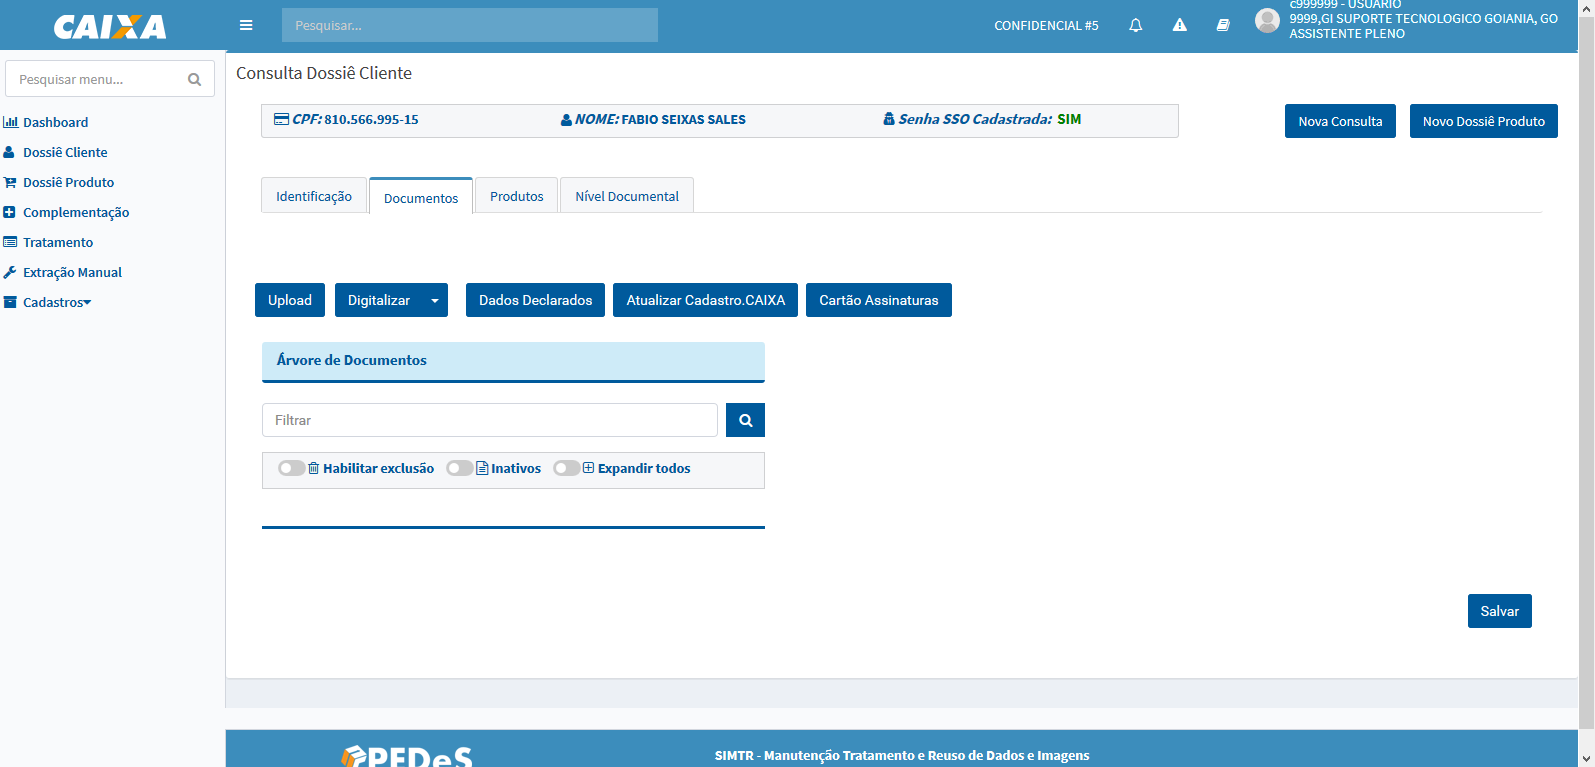 CAIXA
Pesquisar...
CONFIDENCIAL #5
c999999 - USUARIO
9999,GI SUPORTE TECNOLOGICO GOIANIA, GO
ASSISTENTE PLENO
Pesquisar menu...
Dashboard
Dossiê Cliente
Dossiê Produto
Complementação
Tratamento
Extração Manual
Cadastros
Consulta Dossiê Cliente
CPF: 810.566.995-15
NOME: FABIO SEIXAS SALES
Senha SSO Cadastrada: SIM
Nova Consulta
Novo Dossiê Produto
Identificação
Documentos
Produtos
Nível Documental
Upload
Digitalizar
Dados Declarados
Atualizar Cadastro.CAIXA
Cartão Assinaturas
Árvore de Documentos
Filtrar
Habilitar exclusão
Inativos
Expandir todos
Salvar
PEDeS
SIMTR - Manutenção Tratamento e Reuso de Dados e Imagens